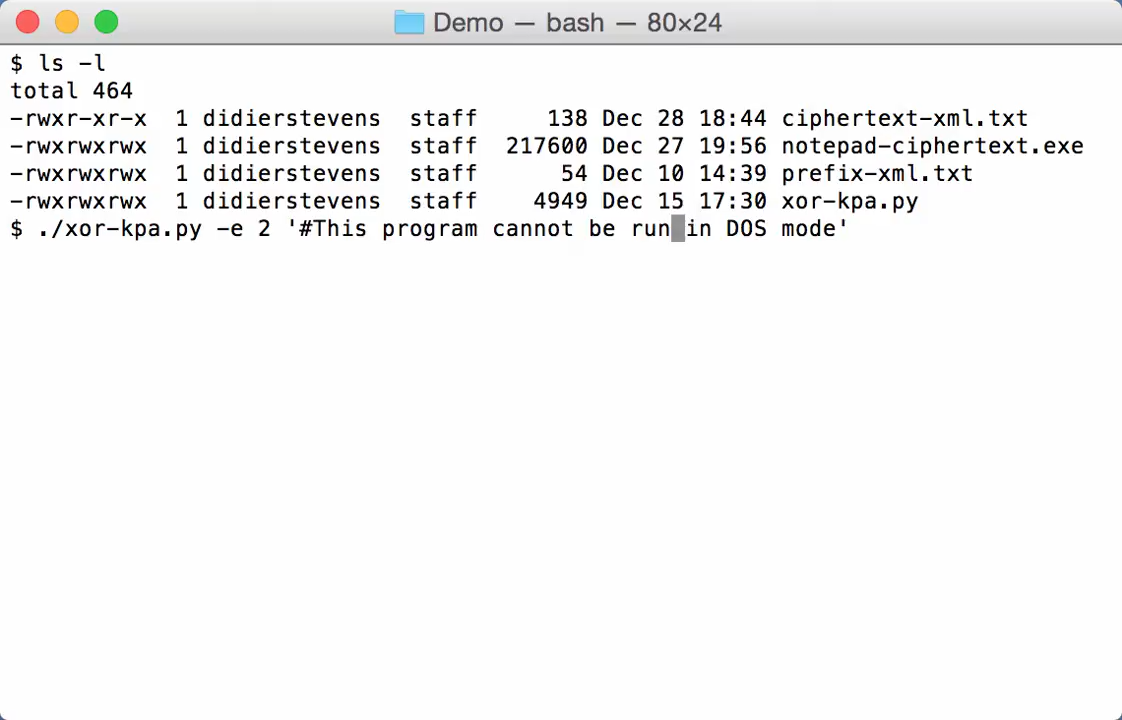 Demo — bash — 80×24
$ ls -l
total 464
-rwxr-xr-x  1 didierstevens  staff     138 Dec 28 18:44 ciphertext-xml.txt
-rwxrwxrwx  1 didierstevens  staff  217600 Dec 27 19:56 notepad-ciphertext.exe
-rwxrwxrwx  1 didierstevens  staff      54 Dec 10 14:39 prefix-xml.txt
-rwxrwxrwx  1 didierstevens  staff    4949 Dec 15 17:30 xor-kpa.py
$ ./xor-kpa.py -e 2 '#This program cannot be run in DOS mode'